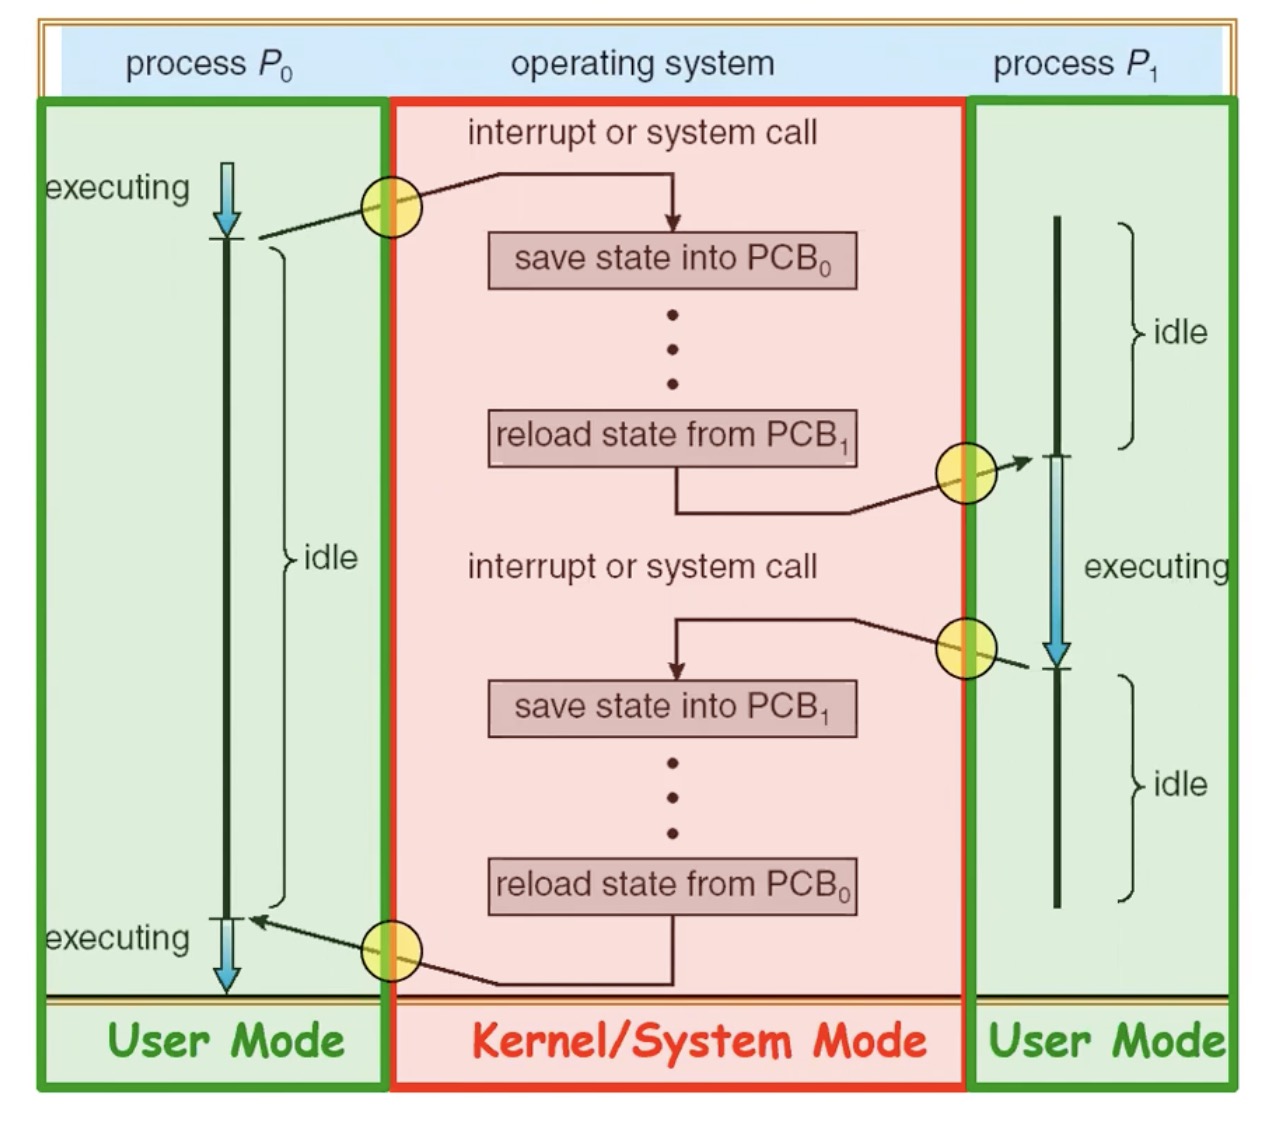 process P₀ operating system process P₁
interrupt or system call
executing
save state into PCB₀
idle
reload state from PCB₁
idle
interrupt or system call
executing
save state into PCB₁
idle
reload state from PCB₀
executing
User Mode Kernel/System Mode User Mode